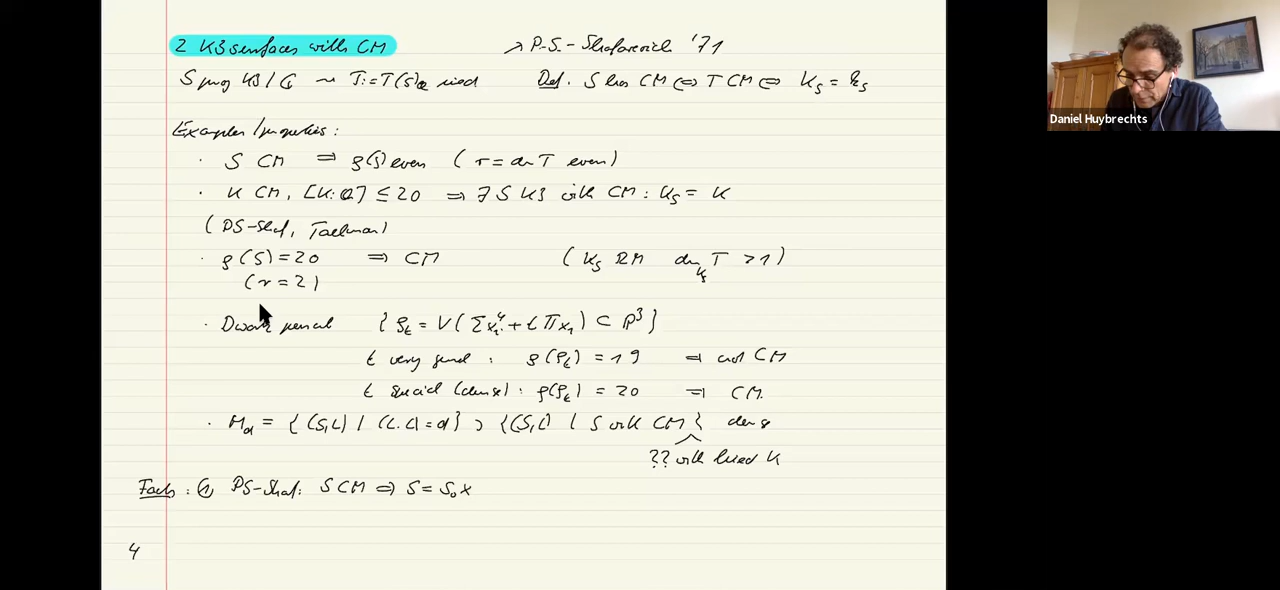 2 K3 surfaces with CM → P.-S.-Shafarevich '71
S proj K3/ℂ ⇝ T:=T(S)_ℚ irred Def. S has CM ⇔ T CM ⇔ K_S =
Examples/properties:
· S CM ⇒ ρ(S) even (r = dim T even)
· K CM, [K:ℚ] ≤ 20 ⇒ ∃ S K3 with CM : K_S = K
(PS-Shaf, Taelman)
· ρ(S)=20 ⇒ CM (K_S RM dim_{K_S} T >1)
(r=2)
· Dwork pencil { S_t = V(∑x_i^4 + t∏x_i) ⊂ ℙ^3 }
t very general : ρ(S_t) = 19 ⇒ not CM
t special (dense) : ρ(S_t) = 20 ⇒ CM.
· M_d = { (S,L) | (L.L)=d } ⊃ {(S,L) | S with CM } dense
?? with fixed K
Facts : ① PS-Shaf: S CM ⇒ S = S_0 ×
4
Daniel Huybrechts